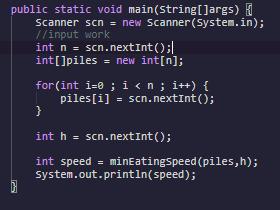 public static void main(String[]args) {
Scanner scn = new Scanner(System.in);
//input work
int n = scn.nextInt();
int[]piles = new int[n];
for(int i=0 ; i < n ; i++) {
piles[i] = scn.nextInt();
}
int h = scn.nextInt();
int speed = minEatingSpeed(piles,h);
System.out.println(speed);
}